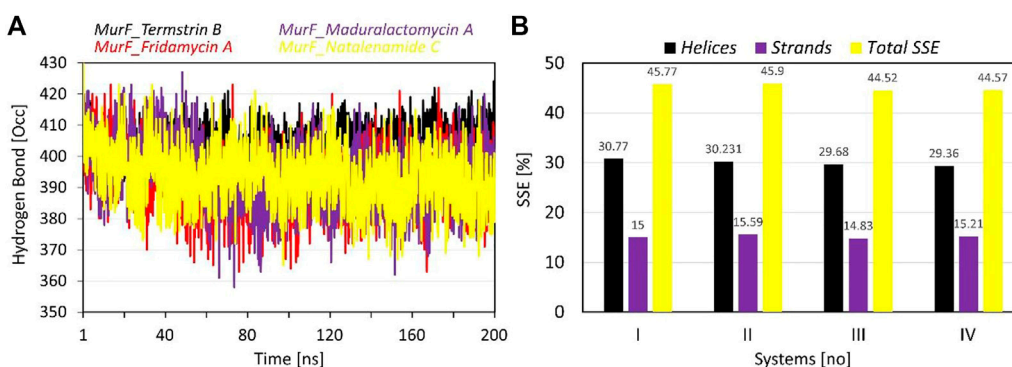 A
MurF_Termstrin B
MurF_Maduralactomycin A
MurF_Fridamycin A
MurF_Natalenamide C
430
420
410
400
390
380
370
360
350
Hydrogen Bond [Occ]
1
40
80
120
160
200
Time [ns]
B
Helices
Strands
Total SSE
50
40
30
20
10
0
SSE [%]
30.77
15
45.77
30.231
15.59
45.9
29.68
14.83
44.52
29.36
15.21
44.57
I
II
III
IV
Systems [no]